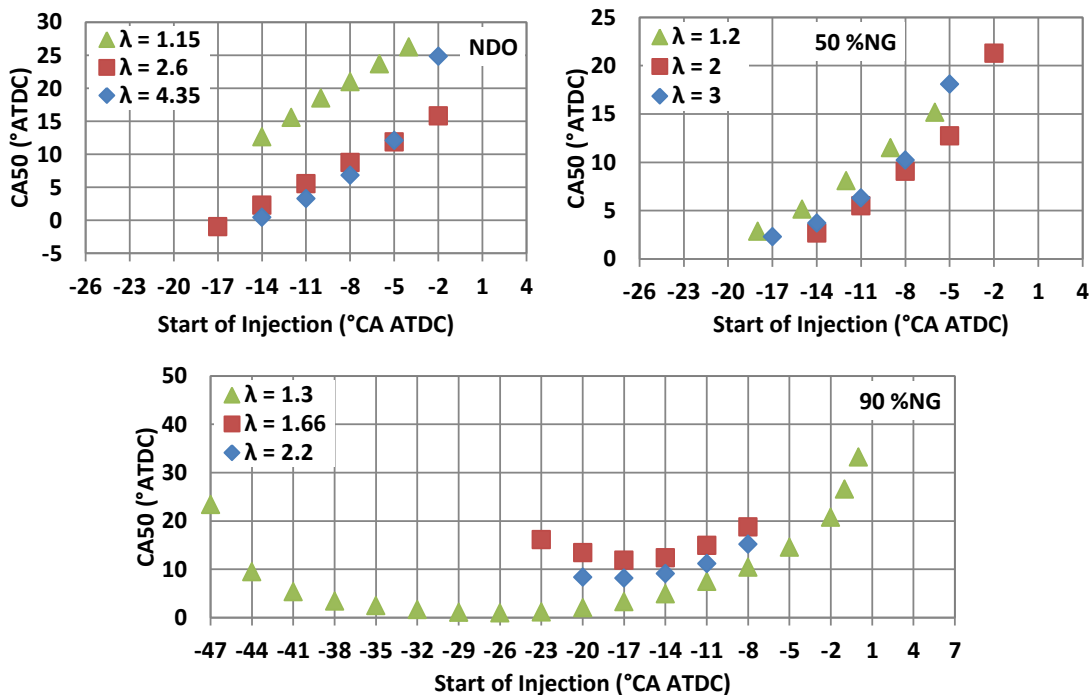 CA50 (°ATDC)
30
25
20
15
10
5
0
-5
λ = 1.15
λ = 2.6
λ = 4.35
NDO
-26 -23 -20 -17 -14 -11 -8 -5 -2 1 4
Start of Injection (°CA ATDC)
CA50 (°ATDC)
25
20
15
10
5
0
λ = 1.2
λ = 2
λ = 3
50 %NG
-26 -23 -20 -17 -14 -11 -8 -5 -2 1 4
Start of Injection (°CA ATDC)
CA50 (°ATDC)
50
40
30
20
10
0
λ = 1.3
λ = 1.66
λ = 2.2
90 %NG
-47 -44 -41 -38 -35 -32 -29 -26 -23 -20 -17 -14 -11 -8 -5 -2 1 4 7
Start of Injection (°CA ATDC)